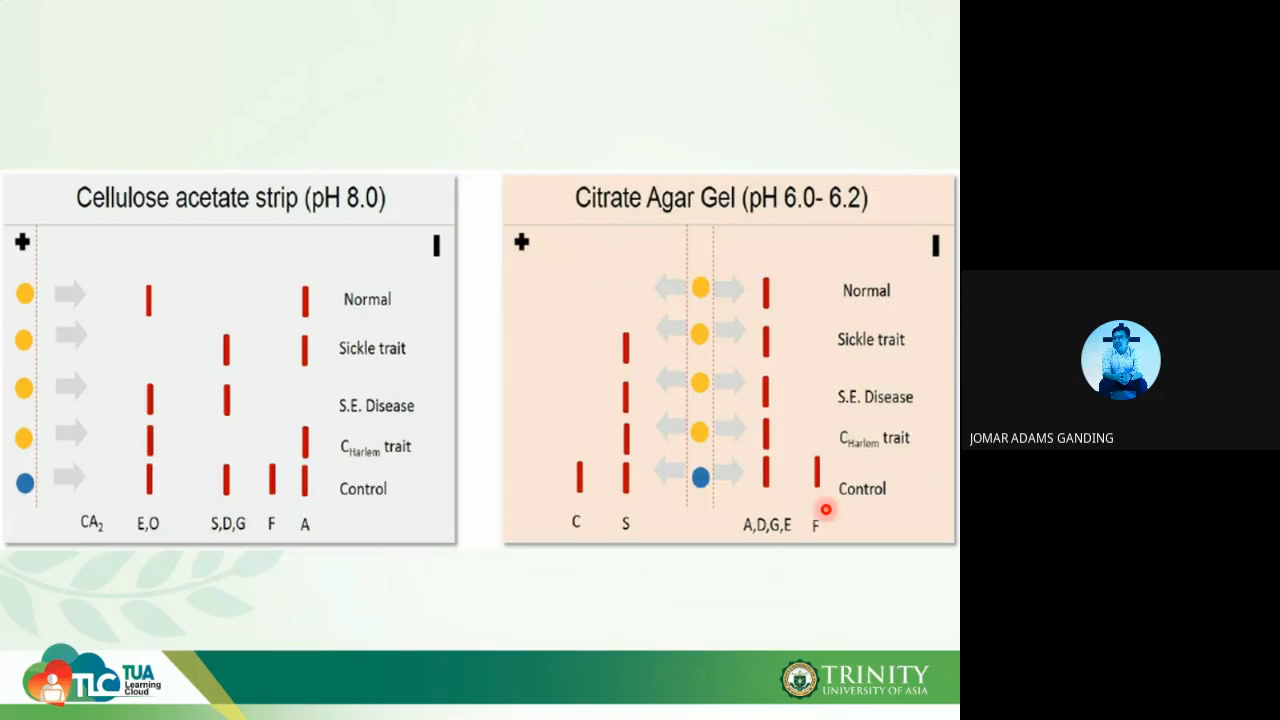 Cellulose acetate strip (pH 8.0)
+
-
Normal
Sickle trait
S.E. Disease
CHarlem trait
Control
CA2 E,O S,D,G F A
Citrate Agar Gel (pH 6.0- 6.2)
+
-
Normal
Sickle trait
S.E. Disease
CHarlem trait
Control
C S A,D,G,E F
JOMAR ADAMS GANDING
TLC TUA
Learning
Cloud
TRINITY
UNIVERSITY OF ASIA